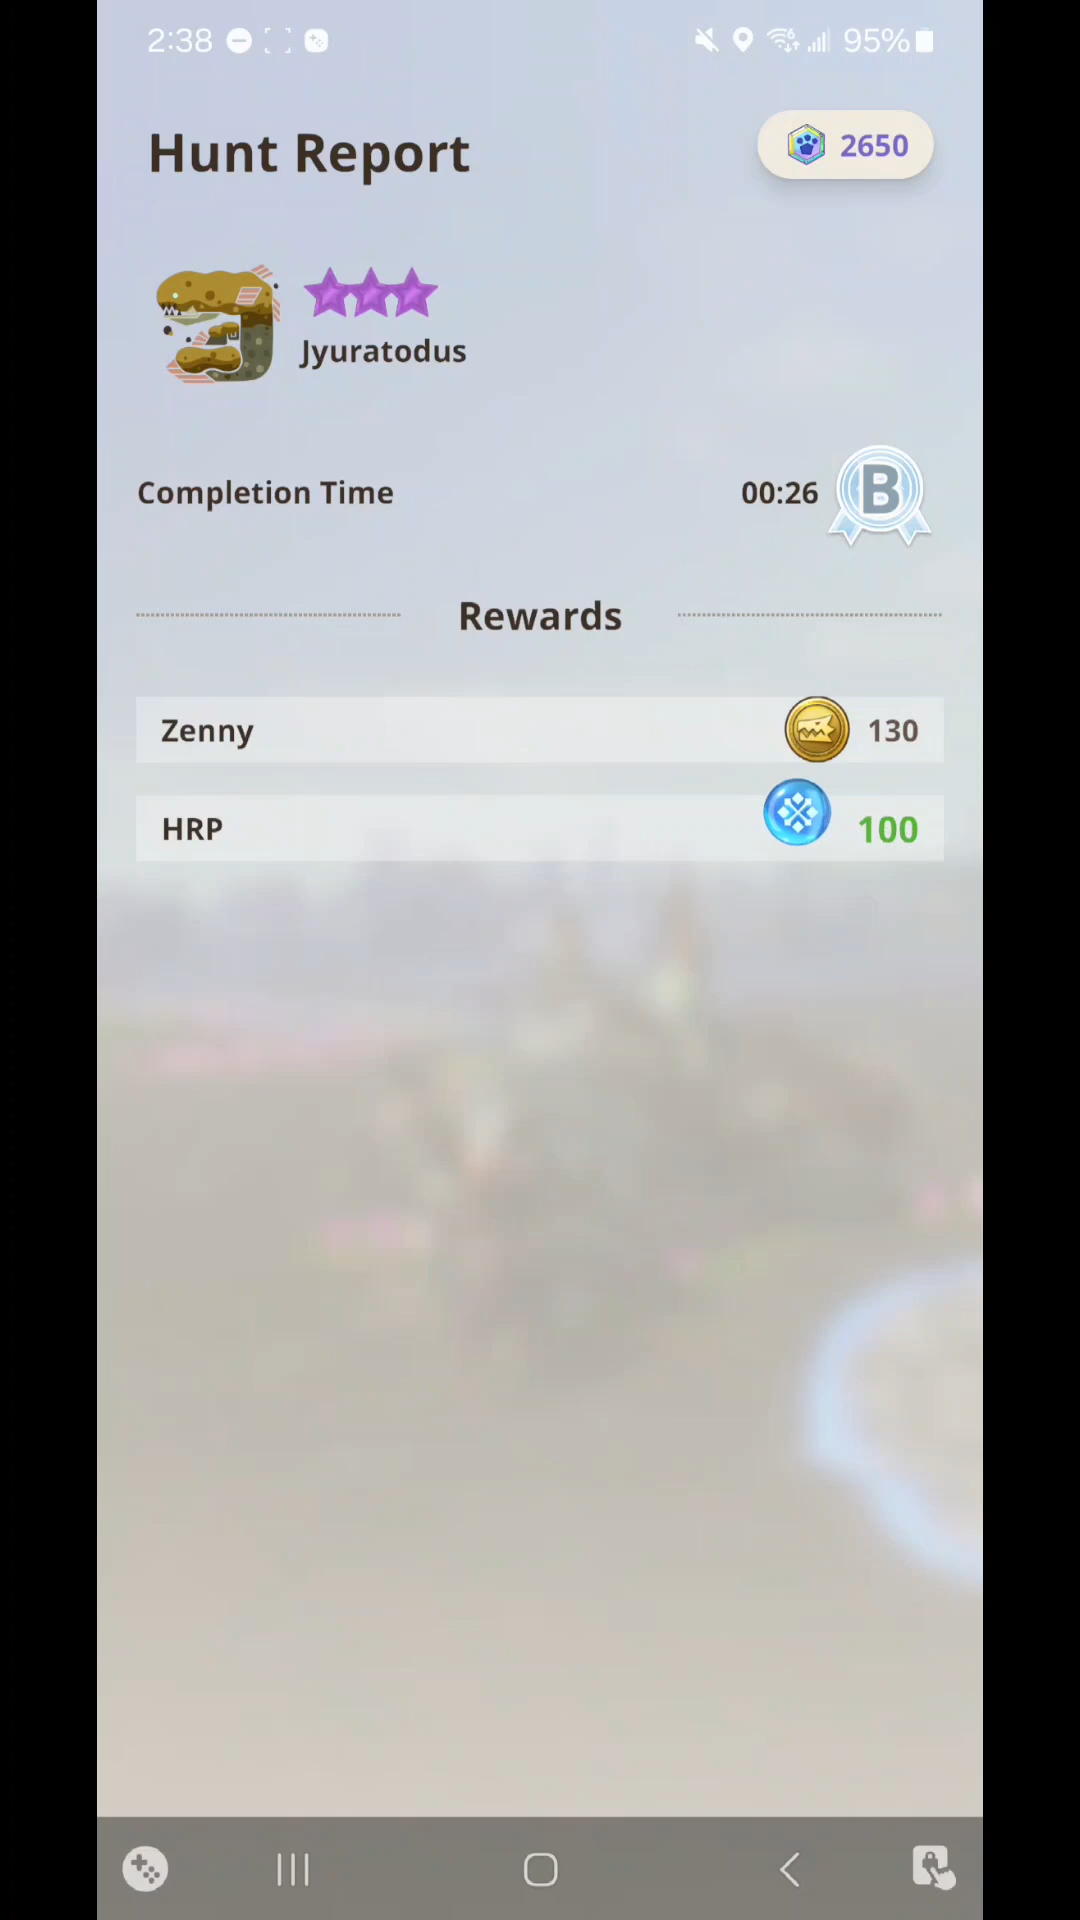 2:38
95%
Hunt Report
2650
Jyuratodus
Completion Time
00:26
B
Rewards
Zenny
130
HRP
100